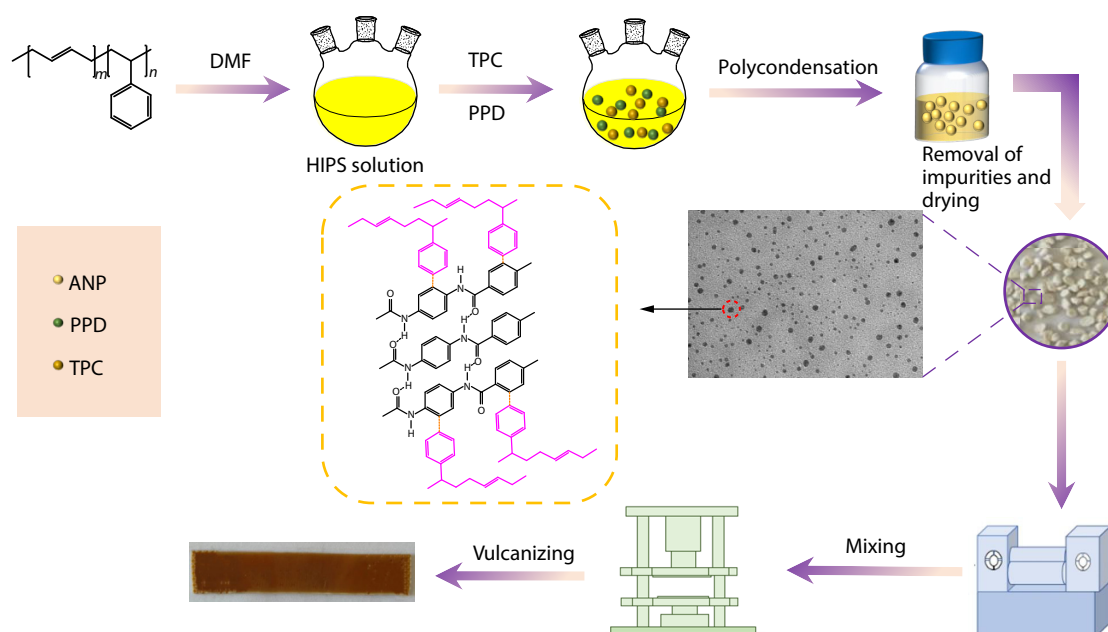 m
n
DMF
TPC
PPD
Polycondensation
HIPS solution
Removal of
impurities and
drying
ANP
PPD
TPC
H
N
O
O
N
H
H
O
N
O
N
H
H
O
N
O
N
H
Mixing
Vulcanizing